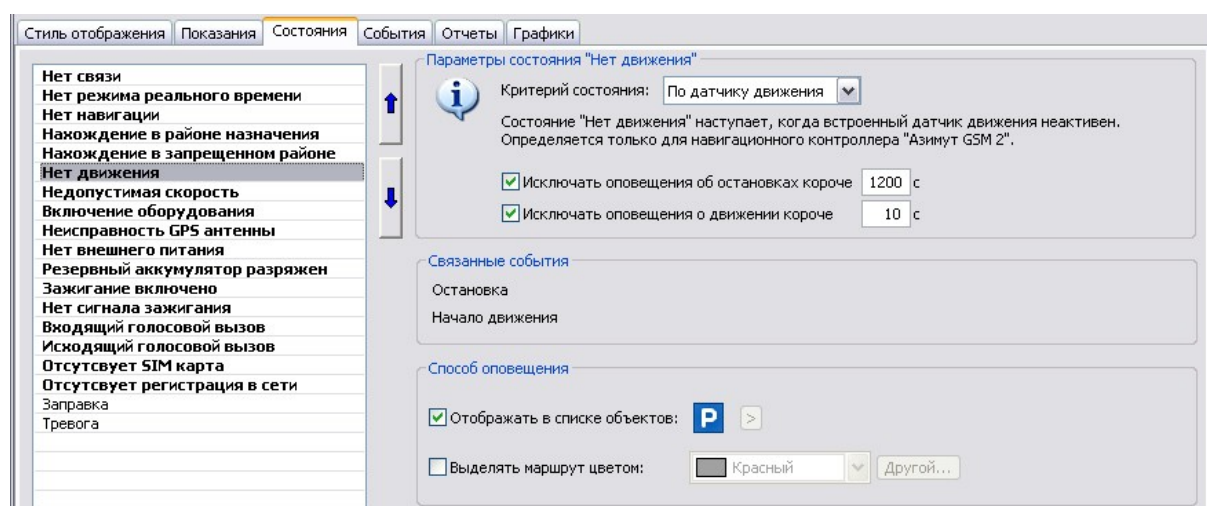 Стиль отображения Показания Состояния События Отчеты Графики
Нет связи
Нет режима реального времени
Нет навигации
Нахождение в районе назначения
Нахождение в запрещенном районе
Нет движения
Недопустимая скорость
Включение оборудования
Неисправность GPS антенны
Нет внешнего питания
Резервный аккумулятор разряжен
Зажигание включено
Нет сигнала зажигания
Входящий голосовой вызов
Исходящий голосовой вызов
Отсутсвует SIM карта
Отсутсвует регистрация в сети
Заправка
Тревога
Параметры состояния "Нет движения"
Критерий состояния: По датчику движения
Состояние "Нет движения" наступает, когда встроенный датчик движения неактивен.
Определяется только для навигационного контроллера "Азимут GSM 2".
Исключать оповещения об остановках короче 1200 с
Исключать оповещения о движении короче 10 с
Связанные события
Остановка
Начало движения
Способ оповещения
Отображать в списке объектов: P >
Выделять маршрут цветом: Красный Другой...